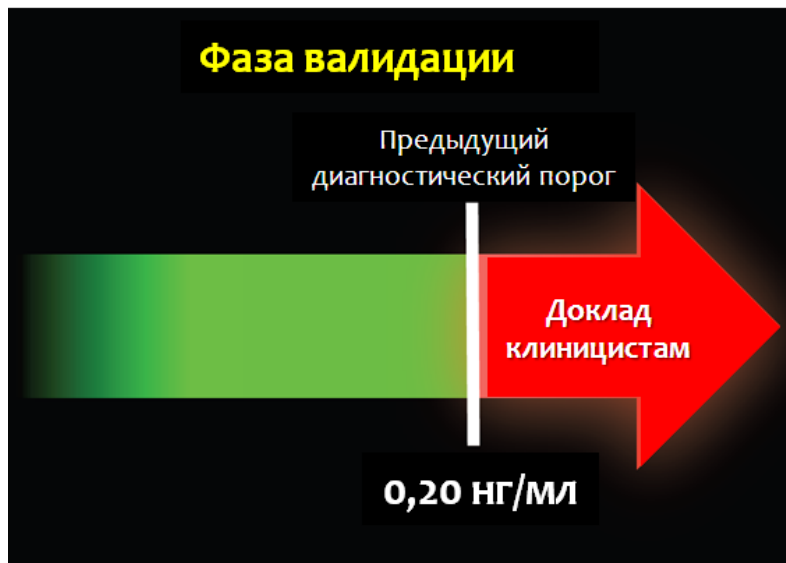 Фаза валидации
Предыдущий
диагностический порог
Доклад
клиницистам
0,20 нг/мл